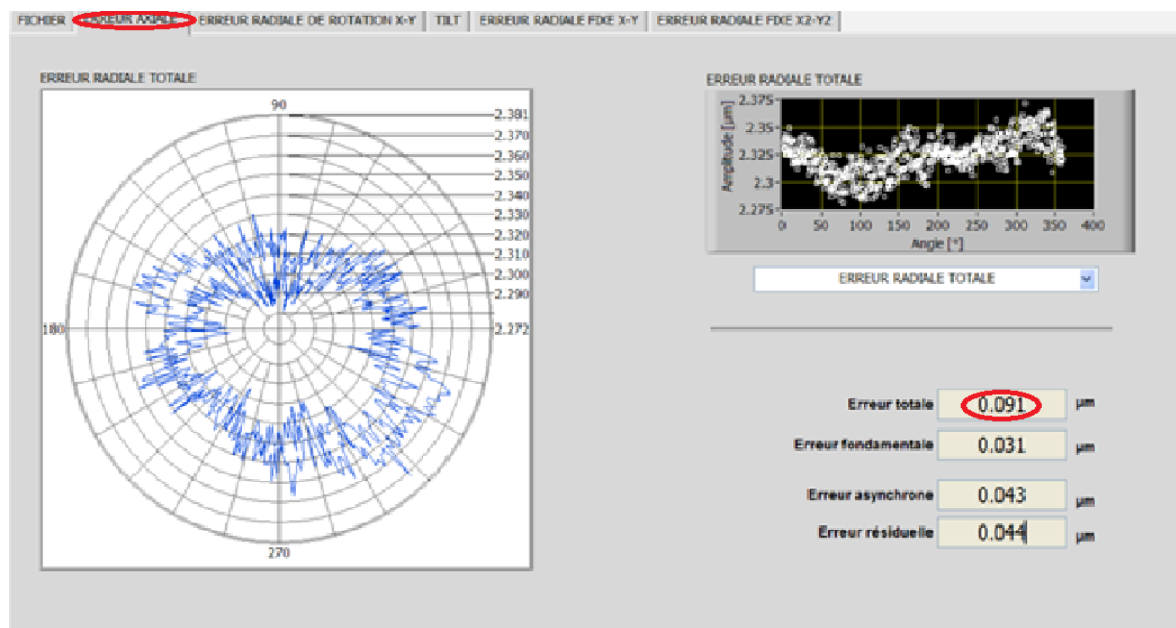 FICHIER ERREUR AXIALE ERREUR RADIALE DE ROTATION X-Y TILT ERREUR RADIALE FIXE X-Y ERREUR RADIALE FIXE X2-Y2
ERREUR RADIALE TOTALE
90
2.381
2.370
2.360
2.350
2.340
2.330
2.320
2.310
2.300
2.290
180
2.272
270
ERREUR RADIALE TOTALE
Amplitude [µm]
2.375
2.35
2.325
2.3
2.275
0 50 100 150 200 250 300 350 400
Angle [°]
ERREUR RADIALE TOTALE
Erreur totale 0.091 µm
Erreur fondamentale 0.031 µm
Erreur asynchrone 0.043 µm
Erreur résiduelle 0.044 µm